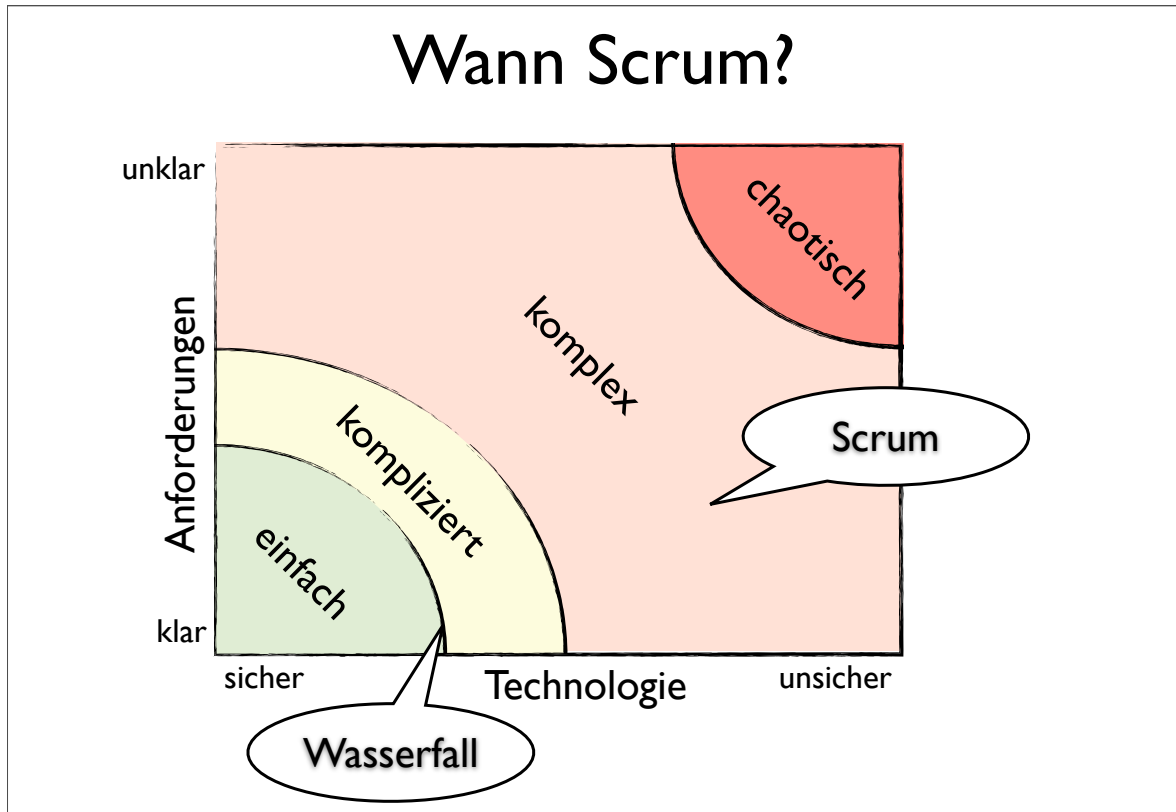 Wann Scrum?
unklar
chaotisch
komplex
Anforderungen
kompliziert
Scrum
einfach
klar
sicher
Technologie
unsicher
Wasserfall